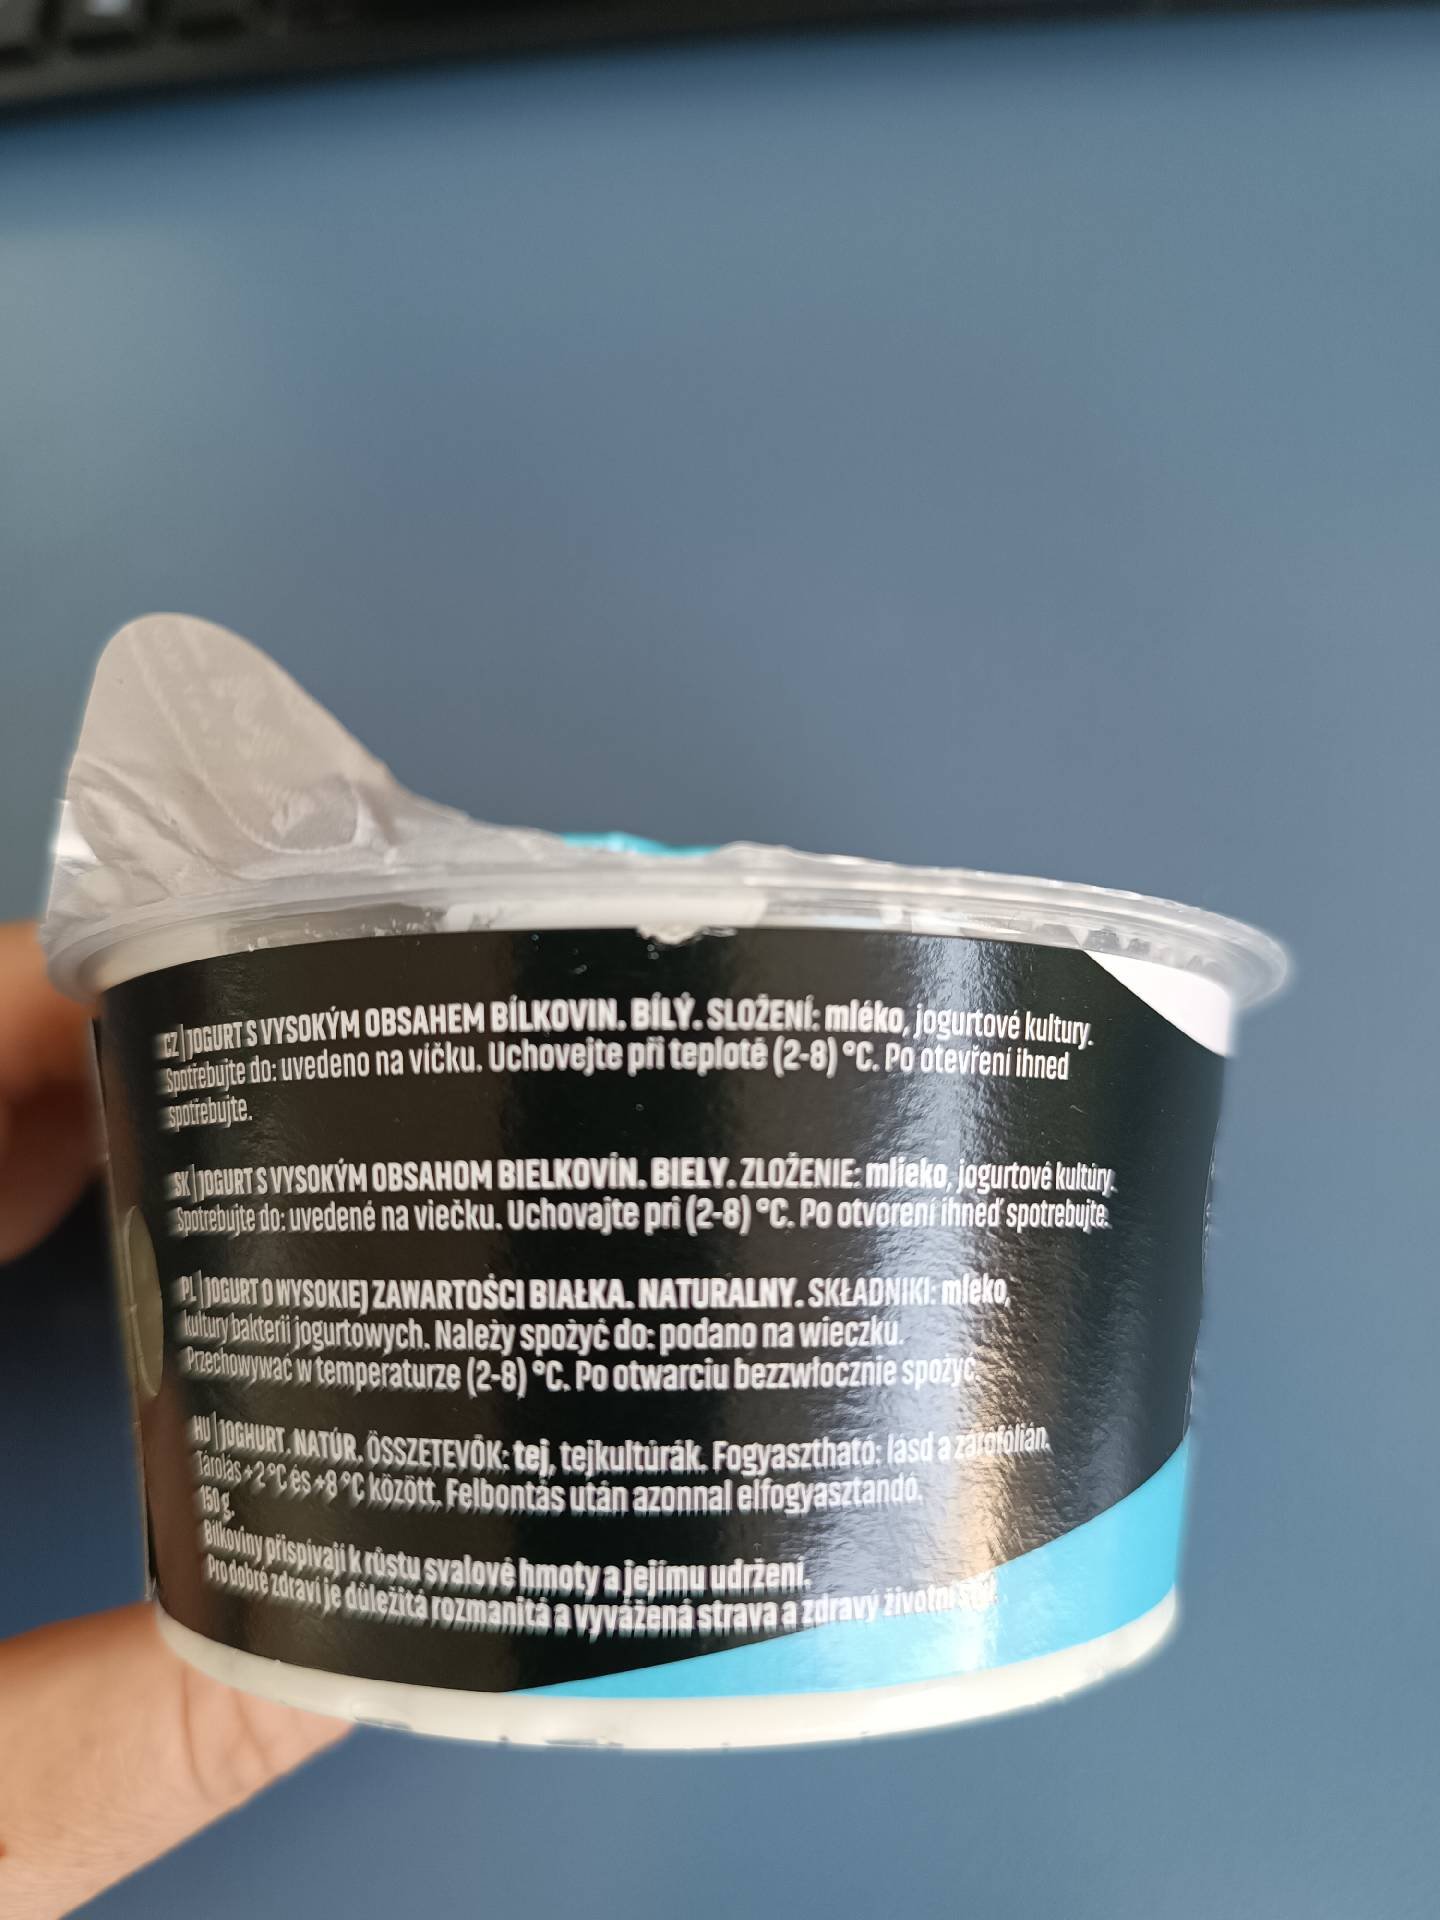 CZ | JOGURT S VYSOKÝM OBSAHEM BÍLKOVIN. BÍLÝ. SLOŽENÍ: mléko, jogurtové kultury.
Spotřebujte do: uvedeno na víčku. Uchovejte při teplotě (2-8) °C. Po otevření ihned
spotřebujte.
SK | JOGURT S VYSOKÝM OBSAHOM BIELKOVÍN. BIELY. ZLOŽENIE: mlieko, jogurtové kultúry.
Spotrebujte do: uvedené na viečku. Uchovajte pri (2-8) °C. Po otvorení ihneď spotrebujte.
PL | JOGURT O WYSOKIEJ ZAWARTOŚCI BIAŁKA. NATURALNY. SKŁADNIKI: mleko,
kultury bakterii jogurtowych. Należy spożyć do: podano na wieczku.
Przechowywać w temperaturze (2-8) °C. Po otwarciu bezzwłocznie spożyć.
HU | JOGHURT. NATÚR. ÖSSZETEVŐK: tej, tejkultúrák. Fogyasztható: lásd a zárófólián.
Tárolás +2 °C és +8 °C között. Felbontás után azonnal elfogyasztandó.
150 g.
Bílkoviny přispívají k růstu svalové hmoty a jejímu udržení.
Pro dobré zdraví je důležitá rozmanitá a vyvážená strava a zdravý životní styl.